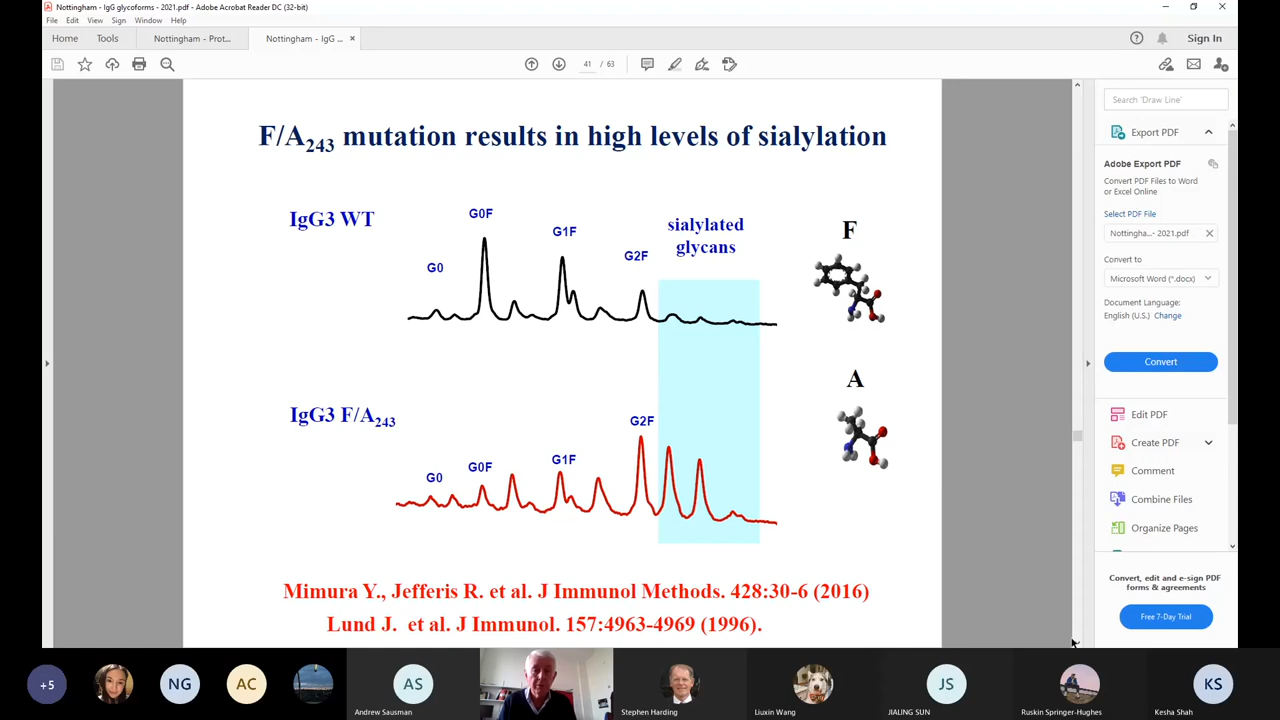 Nottingham - IgG glycoforms - 2021.pdf - Adobe Acrobat Reader DC (32-bit)
File Edit View Sign Window Help
Home Tools Nottingham - Prot... Nottingham - IgG ... × Sign In
41 / 63
F/A243 mutation results in high levels of sialylation
IgG3 WT
G0
G0F
G1F
G2F
sialylated
glycans
F
IgG3 F/A243
G0
G0F
G1F
G2F
A
Mimura Y., Jefferis R. et al. J Immunol Methods. 428:30-6 (2016)
Lund J. et al. J Immunol. 157:4963-4969 (1996).
Search 'Draw Line'
Export PDF
Adobe Export PDF
Convert PDF Files to Word
or Excel Online
Select PDF File
Nottingha...- 2021.pdf
Convert to
Microsoft Word (*.docx)
Document Language:
English (U.S.) Change
Convert
Edit PDF
Create PDF
Comment
Combine Files
Organize Pages
Convert, edit and e-sign PDF
forms & agreements
Free 7-Day Trial
+5
NG
AC
AS
JS
KS
Andrew Sausman
Stephen Harding
Liuxin Wang
JIALING SUN
Ruskin Springer-Hughes
Kesha Shah